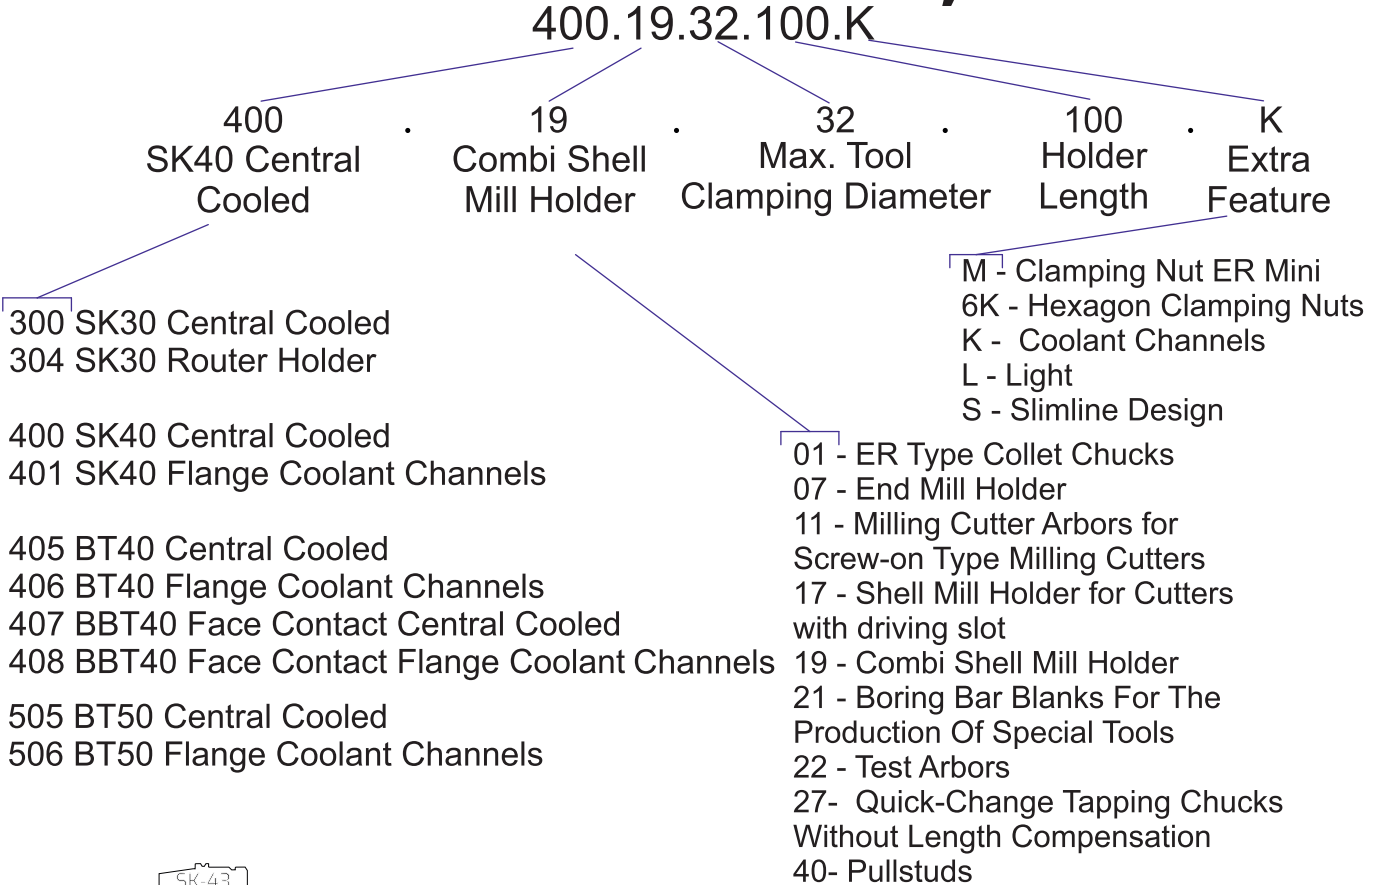 400.19.32.100.K
400 . 19 . 32 . 100 . K
SK40 Central
Cooled
Combi Shell
Mill Holder
Max. Tool
Clamping Diameter
Holder
Length
Extra
Feature
300 SK30 Central Cooled
304 SK30 Router Holder
400 SK40 Central Cooled
401 SK40 Flange Coolant Channels
405 BT40 Central Cooled
406 BT40 Flange Coolant Channels
407 BBT40 Face Contact Central Cooled
408 BBT40 Face Contact Flange Coolant Channels
505 BT50 Central Cooled
506 BT50 Flange Coolant Channels
M - Clamping Nut ER Mini
6K - Hexagon Clamping Nuts
K -  Coolant Channels
L - Light
S - Slimline Design
01 - ER Type Collet Chucks
07 - End Mill Holder
11 - Milling Cutter Arbors for
Screw-on Type Milling Cutters
17 - Shell Mill Holder for Cutters
with driving slot
19 - Combi Shell Mill Holder
21 - Boring Bar Blanks For The
Production Of Special Tools
22 - Test Arbors
27-  Quick-Change Tapping Chucks
Without Length Compensation
40- Pullstuds
SK-43